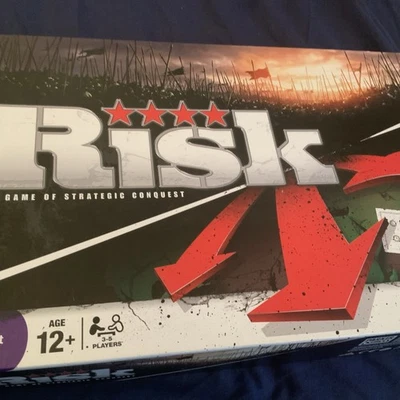 Risk
GAME OF STRATEGIC CONQUEST
AGE
12+
3-5
PLAYERS
Risk